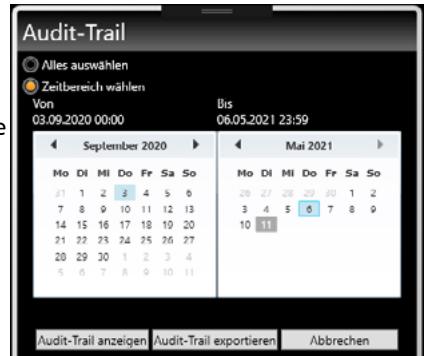 Audit-Trail
Alles auswählen
Zeitbereich wählen
Von Bis
03.09.2020 00:00 06.05.2021 23:59
e
September 2020 Mai 2021
Mo Di Mi Do Fr Sa So Mo Di Mi Do Fr Sa So
31 1 2 3 4 5 6 26 27 28 29 30 1 2
7 8 9 10 11 12 13 3 4 5 6 7 8 9
14 15 16 17 18 19 20 10 11
21 22 23 24 25 26 27
28 29 30 1 2 3 4
5 6 7 8 9 10 11
Audit-Trail anzeigen Audit-Trail exportieren Abbrechen